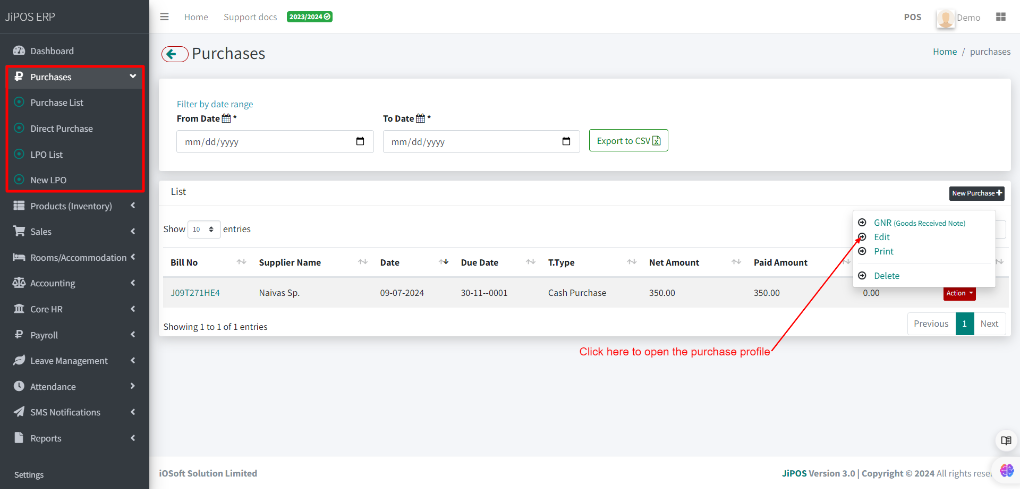 JiPOS ERP
Home Support docs 2023/2024 POS Demo
Dashboard
Purchases
Purchase List
Direct Purchase
LPO List
New LPO
Products (Inventory)
Sales
Rooms/Accommodation
Accounting
Core HR
Payroll
Leave Management
Attendance
SMS Notifications
Reports
Settings
Purchases
Home / purchases
Filter by date range
From Date * To Date *
mm/dd/yyyy mm/dd/yyyy Export to CSV
List
New Purchase
Show 10 entries
GNR (Goods Received Note)
Edit
Print
Delete
Bill No Supplier Name Date Due Date T.Type Net Amount Paid Amount
J09T271HE4 Naivas Sp. 09-07-2024 30-11--0001 Cash Purchase 350.00 350.00 0.00 Action
Showing 1 to 1 of 1 entries
Previous 1 Next
Click here to open the purchase profile
iOSoft Solution Limited
JiPOS Version 3.0 | Copyright © 2024 All rights